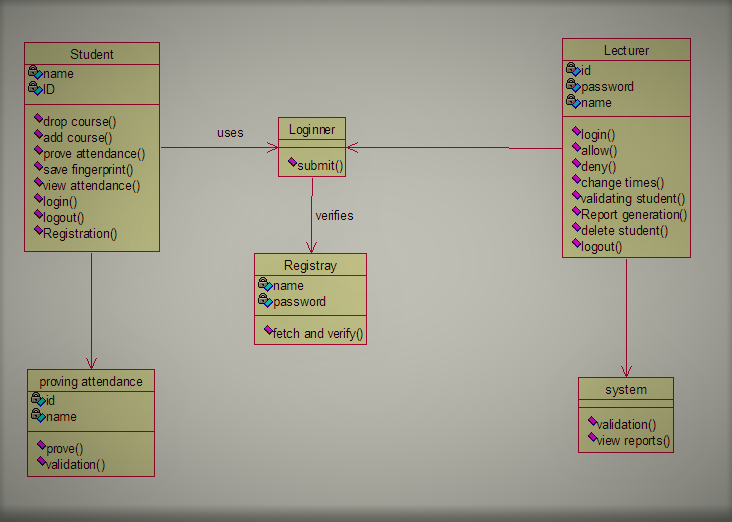 Student
name
ID
drop course()
add course()
prove attendance()
save fingerprint()
view attendance()
login()
logout()
Registration()
uses
Loginner
submit()
verifies
Registray
name
password
fetch and verify()
Lecturer
id
password
name
login()
allow()
deny()
change times()
validating student()
Report generation()
delete student()
logout()
proving attendance
id
name
prove()
validation()
system
validation()
view reports()